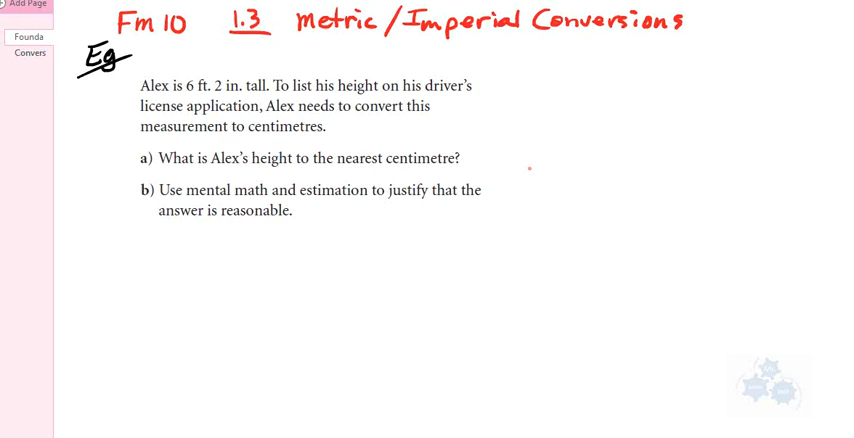 Add Page
Founda
Convers
Fm 10 1.3 Metric/Imperial Conversions
Eg
Alex is 6 ft. 2 in. tall. To list his height on his driver's
license application, Alex needs to convert this
measurement to centimetres.
a) What is Alex's height to the nearest centimetre?
b) Use mental math and estimation to justify that the
answer is reasonable.